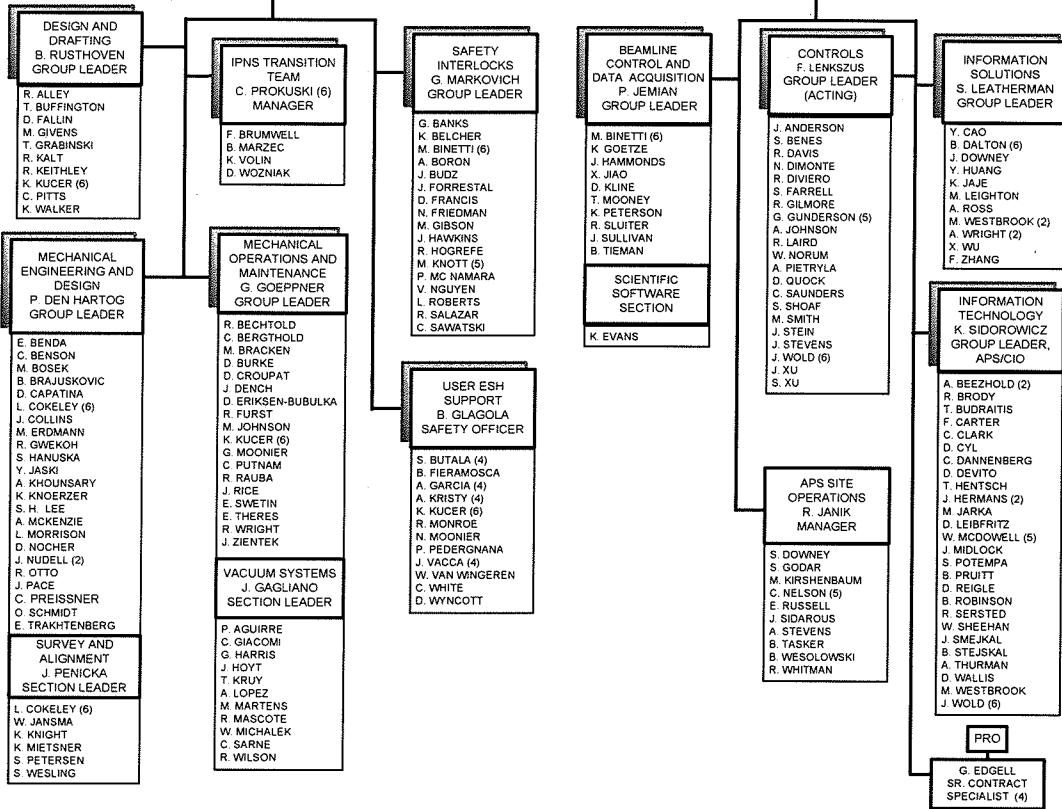 DESIGN AND
DRAFTING
B. RUSTHOVEN
GROUP LEADER
R. ALLEY
T. BUFFINGTON
D. FALLIN
M. GIVENS
T. GRABINSKI
R. KALT
R. KEITHLEY
K. KUCER (6)
C. PITTS
K. WALKER
MECHANICAL
ENGINEERING AND
DESIGN
P. DEN HARTOG
GROUP LEADER
E. BENDA
C. BENSON
M. BOSEK
B. BRAJUSKOVIC
D. CAPATINA
L. COKELEY (6)
J. COLLINS
M. ERDMANN
R. GWEKOH
S. HANUSKA
Y. JASKI
A. KHOUNSARY
K. KNOERZER
S. H. LEE
A. MCKENZIE
L. MORRISON
D. NOCHER
J. NUDELL (2)
R. OTTO
J. PACE
C. PREISSNER
O. SCHMIDT
E. TRAKHTENBERG
SURVEY AND
ALIGNMENT
J. PENICKA
SECTION LEADER
L. COKELEY (6)
W. JANSMA
K. KNIGHT
K. MIETSNER
S. PETERSEN
S. WESLING
IPNS TRANSITION
TEAM
C. PROKUSKI (6)
MANAGER
F. BRUMWELL
B. MARZEC
K. VOLIN
D. WOZNIAK
MECHANICAL
OPERATIONS AND
MAINTENANCE
G. GOEPPNER
GROUP LEADER
R. BECHTOLD
C. BERGTHOLD
M. BRACKEN
D. BURKE
D. CROUPAT
J. DENCH
D. ERIKSEN-BUBULKA
R. FURST
M. JOHNSON
K. KUCER (6)
G. MOONIER
C. PUTNAM
R. RAUBA
J. RICE
E. SWETIN
E. THERES
R. WRIGHT
J. ZIENTEK
VACUUM SYSTEMS
J. GAGLIANO
SECTION LEADER
P. AGUIRRE
C. GIACOMI
G. HARRIS
J. HOYT
T. KRUY
A. LOPEZ
M. MARTENS
R. MASCOTE
W. MICHALEK
C. SARNE
R. WILSON
SAFETY
INTERLOCKS
G. MARKOVICH
GROUP LEADER
G. BANKS
K. BELCHER
M. BINETTI (6)
A. BORON
J. BUDZ
J. FORRESTAL
D. FRANCIS
N. FRIEDMAN
M. GIBSON
J. HAWKINS
R. HOGREFE
M. KNOTT (5)
P. MC NAMARA
V. NGUYEN
L. ROBERTS
R. SALAZAR
C. SAWATSKI
USER ESH
SUPPORT
B. GLAGOLA
SAFETY OFFICER
S. BUTALA (4)
B. FIERAMOSCA
A. GARCIA (4)
A. KRISTY (4)
K. KUCER (6)
R. MONROE
N. MOONIER
P. PEDERGNANA
J. VACCA (4)
W. VAN WINGEREN
C. WHITE
D. WYNCOTT
BEAMLINE
CONTROL AND
DATA ACQUISITION
P. JEMIAN
GROUP LEADER
M. BINETTI (6)
K GOETZE
J. HAMMONDS
X. JIAO
D. KLINE
T. MOONEY
K. PETERSON
R. SLUITER
J. SULLIVAN
B. TIEMAN
SCIENTIFIC
SOFTWARE
SECTION
K. EVANS
CONTROLS
F. LENKSZUS
GROUP LEADER
(ACTING)
J. ANDERSON
S. BENES
R. DAVIS
N. DIMONTE
R. DIVIERO
S. FARRELL
R. GILMORE
G. GUNDERSON (5)
A. JOHNSON
R. LAIRD
W. NORUM
A. PIETRYLA
D. QUOCK
C. SAUNDERS
S. SHOAF
M. SMITH
J. STEIN
J. STEVENS
J. WOLD (6)
J. XU
S. XU
APS SITE
OPERATIONS
R. JANIK
MANAGER
S. DOWNEY
S. GODAR
M. KIRSHENBAUM
C. NELSON (5)
E. RUSSELL
J. SIDAROUS
A. STEVENS
B. TASKER
B. WESOLOWSKI
R. WHITMAN
INFORMATION
SOLUTIONS
S. LEATHERMAN
GROUP LEADER
Y. CAO
B. DALTON (6)
J. DOWNEY
Y. HUANG
K. JAJE
M. LEIGHTON
A. ROSS
M. WESTBROOK (2)
A. WRIGHT (2)
X. WU
F. ZHANG
INFORMATION
TECHNOLOGY
K. SIDOROWICZ
GROUP LEADER,
APS/CIO
A. BEEZHOLD (2)
R. BRODY
T. BUDRAITIS
F. CARTER
C. CLARK
D. CYL
C. DANNENBERG
D. DEVITO
T. HENTSCH
J. HERMANS (2)
M. JARKA
D. LEIBFRITZ
W. MCDOWELL (5)
J. MIDLOCK
S. POTEMPA
B. PRUITT
D. REIGLE
B. ROBINSON
R. SERSTED
W. SHEEHAN
J. SMEJKAL
B. STEJSKAL
A. THURMAN
D. WALLIS
M. WESTBROOK
J. WOLD (6)
PRO
G. EDGELL
SR. CONTRACT
SPECIALIST (4)